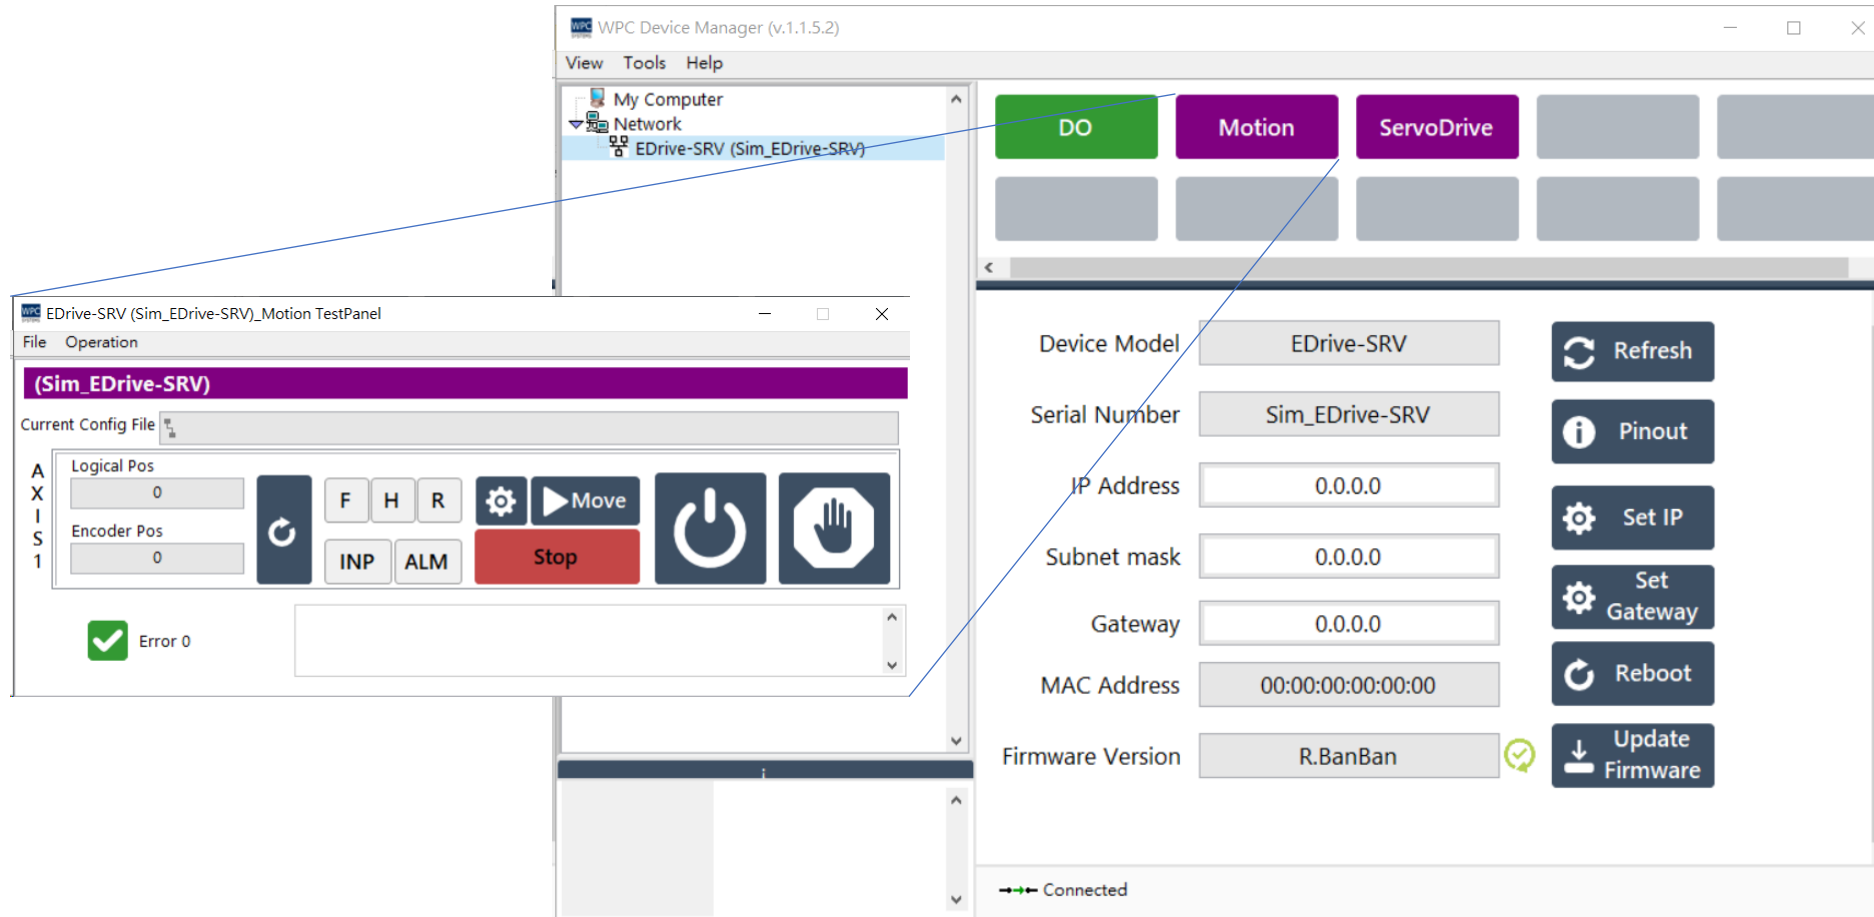 WPC Device Manager (v.1.1.5.2)
View Tools Help
My Computer
Network
EDrive-SRV (Sim_EDrive-SRV)
DO
Motion
ServoDrive
EDrive-SRV (Sim_EDrive-SRV)_Motion TestPanel
File Operation
(Sim_EDrive-SRV)
Current Config File
AXIS1
Logical Pos
0
Encoder Pos
0
F H R
INP ALM
Move
Stop
Error 0
Device Model EDrive-SRV
Serial Number Sim_EDrive-SRV
IP Address 0.0.0.0
Subnet mask 0.0.0.0
Gateway 0.0.0.0
MAC Address 00:00:00:00:00:00
Firmware Version R.BanBan
Refresh
Pinout
Set IP
Set
Gateway
Reboot
Update
Firmware
Connected